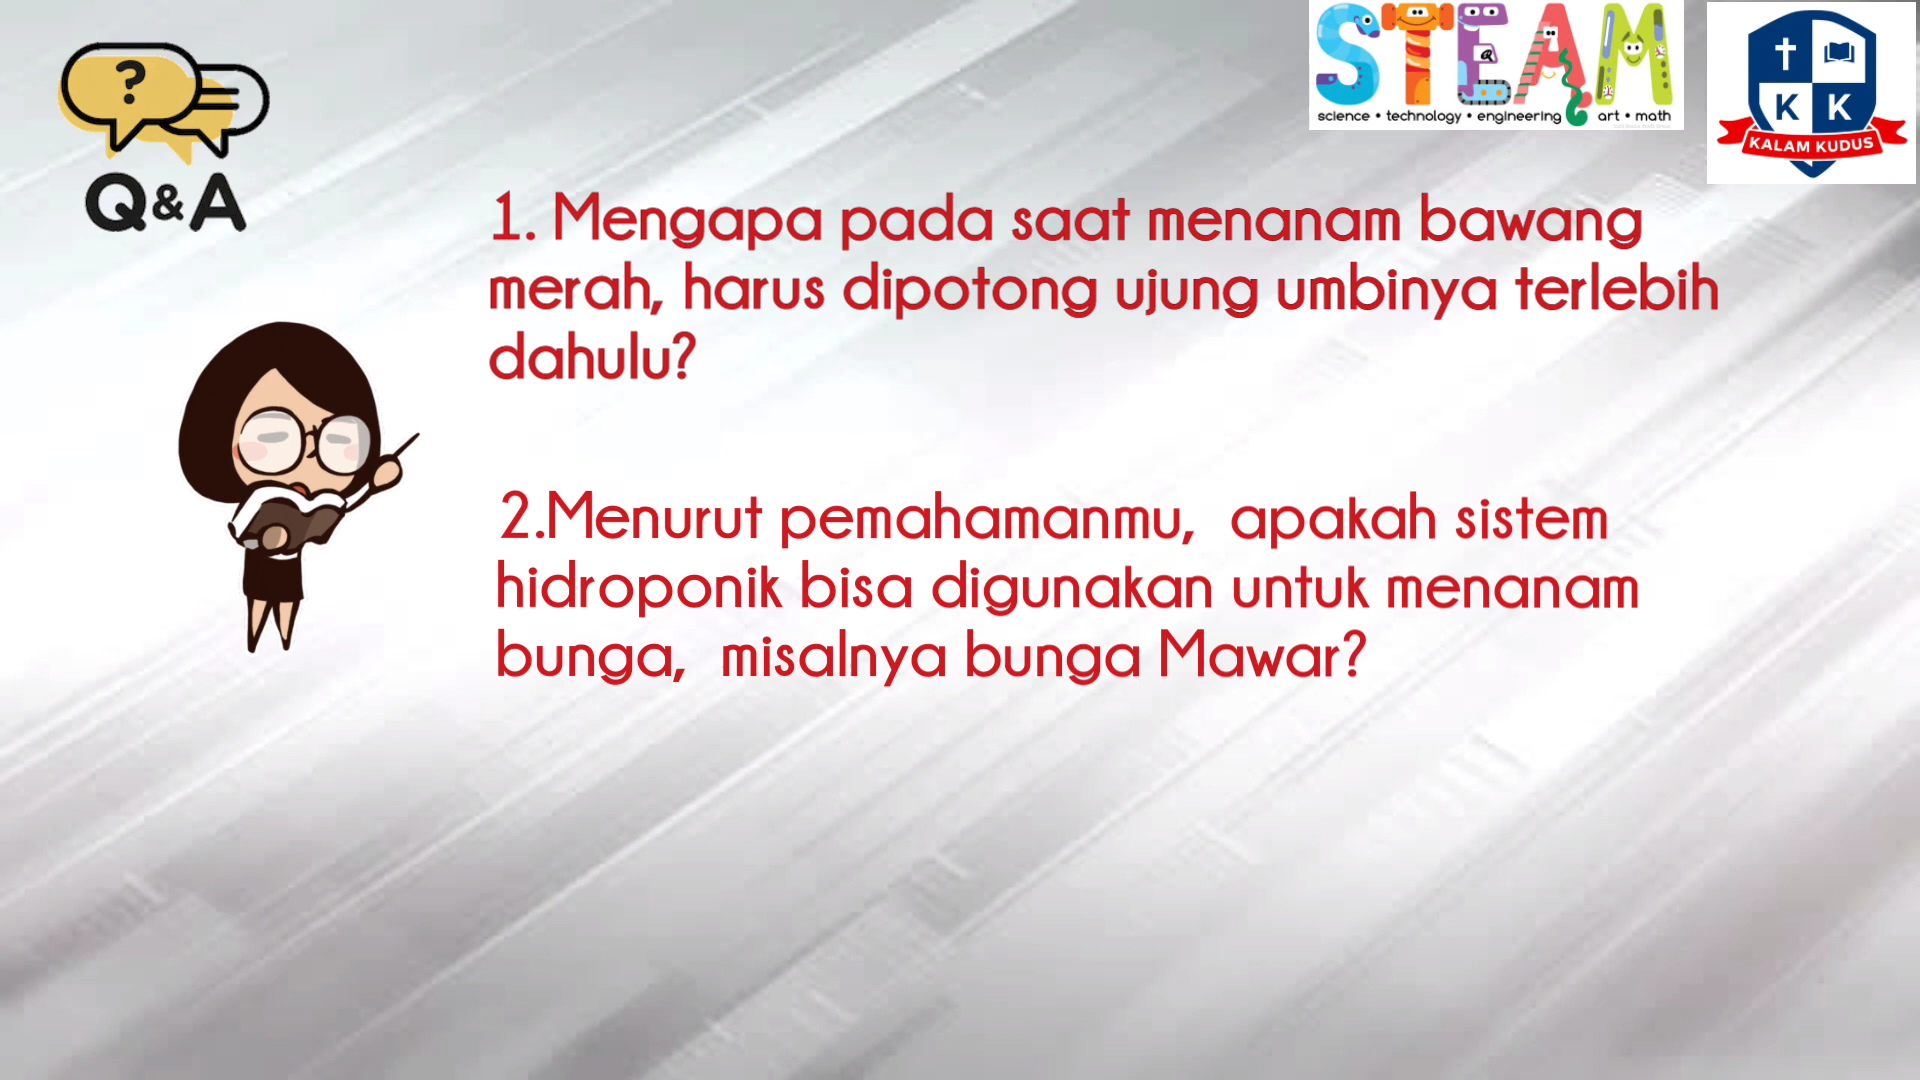 ?
Q&A
STEAM
science • technology • engineering art • math
K K
KALAM KUDUS
1. Mengapa pada saat menanam bawang
merah, harus dipotong ujung umbinya terlebih
dahulu?
2.Menurut pemahamanmu, apakah sistem
hidroponik bisa digunakan untuk menanam
bunga, misalnya bunga Mawar?